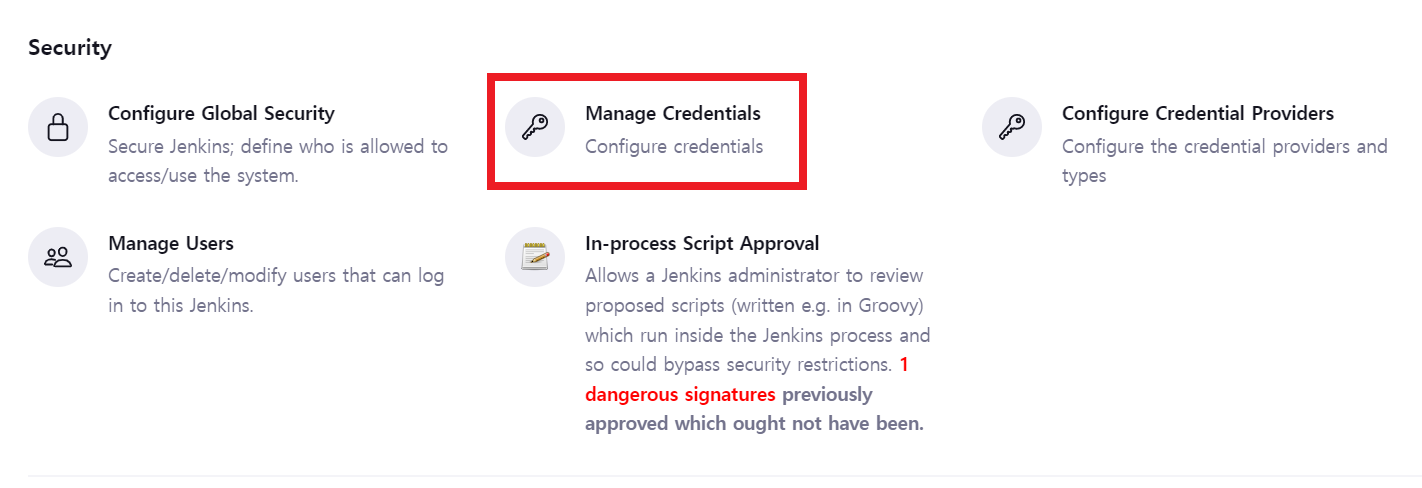 Security
Configure Global Security
Secure Jenkins; define who is allowed to
access/use the system.
Manage Credentials
Configure credentials
Configure Credential Providers
Configure the credential providers and
types
Manage Users
Create/delete/modify users that can log
in to this Jenkins.
In-process Script Approval
Allows a Jenkins administrator to review
proposed scripts (written e.g. in Groovy)
which run inside the Jenkins process and
so could bypass security restrictions. 1
dangerous signatures previously
approved which ought not have been.